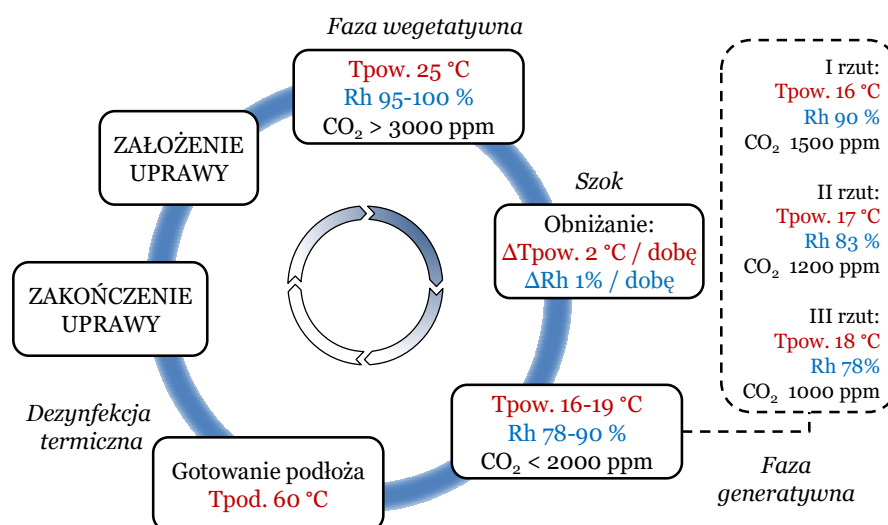 Faza wegetatywna
Tpow. 25 °C
Rh 95-100 %
CO₂ > 3000 ppm
ZAŁOŻENIE
UPRAWY
Szok
Obniżanie:
ΔTpow. 2 °C / dobę
ΔRh 1% / dobę
ZAKOŃCZENIE
UPRAWY
Tpow. 16-19 °C
Rh 78-90 %
CO₂ < 2000 ppm
Dezynfekcja
termiczna
Gotowanie podłoża
Tpod. 60 °C
I rzut:
Tpow. 16 °C
Rh 90 %
CO₂ 1500 ppm
II rzut:
Tpow. 17 °C
Rh 83 %
CO₂ 1200 ppm
III rzut:
Tpow. 18 °C
Rh 78%
CO₂ 1000 ppm
Faza
generatywna